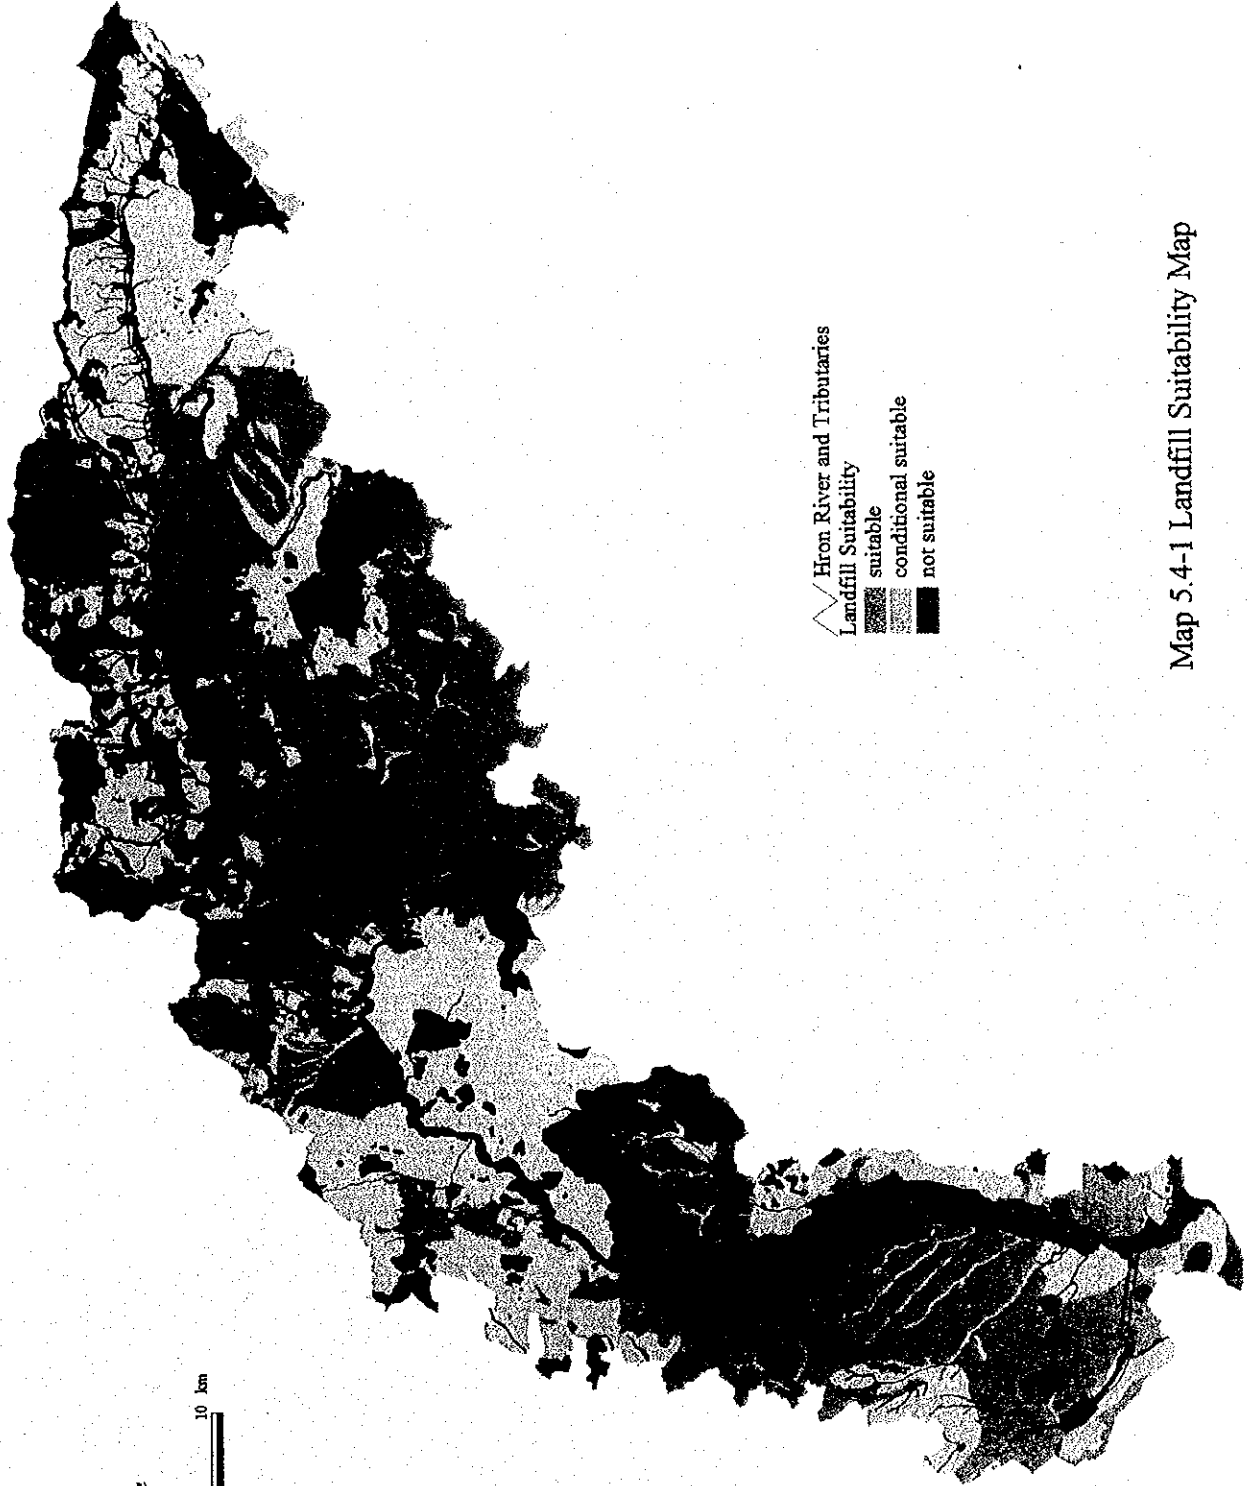 10 km
Hron River and Tributaries
Landfill Suitability
suitable
conditional suitable
not suitable
Map 5.4-1 Landfill Suitability Map